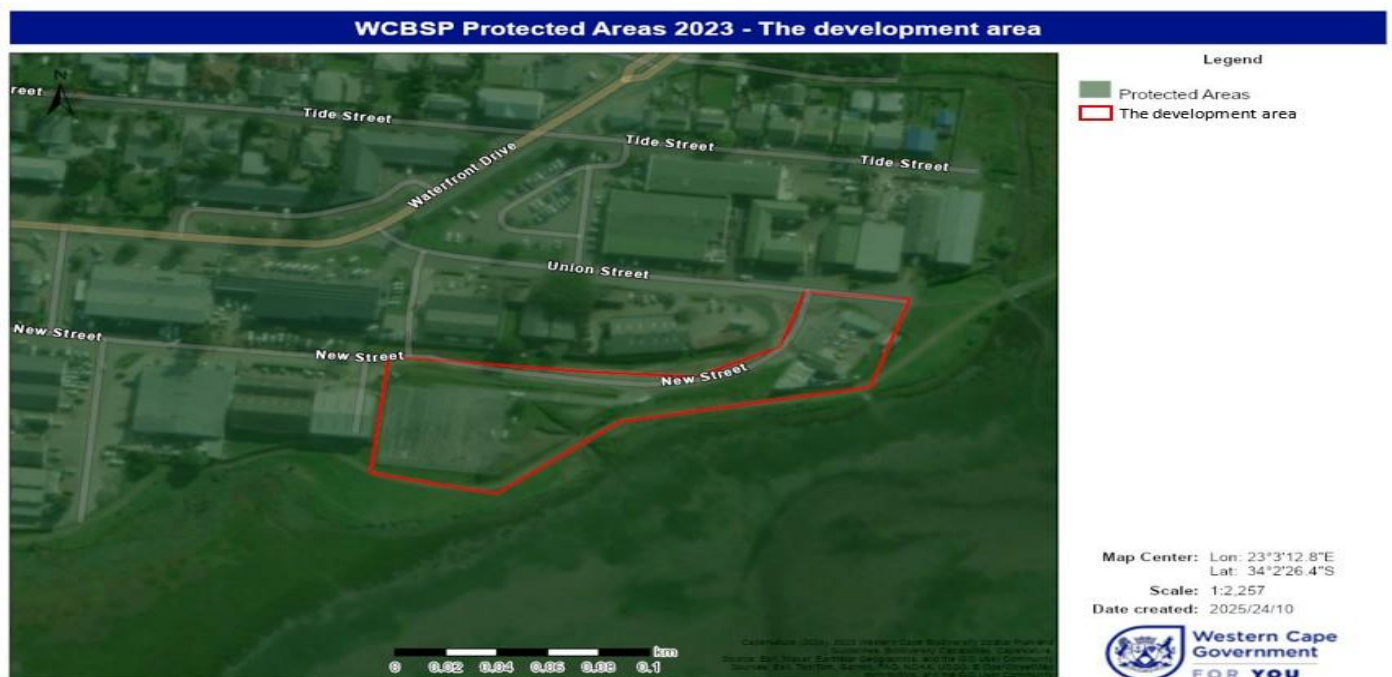 WCBSP Protected Areas 2023 - The development area
Legend
Protected Areas
The development area
N
reet
Tide Street
Tide Street
Tide Street
Waterfront Drive
Union Street
New Street
New Street
New Street
Map Center: Lon: 23°3'12.8"E
Lat: 34°2'26.4"S
Scale: 1:2,257
Date created: 2025/24/10
km
0 0.02 0.04 0.06 0.08 0.1
Western Cape
Government
FOR YOU